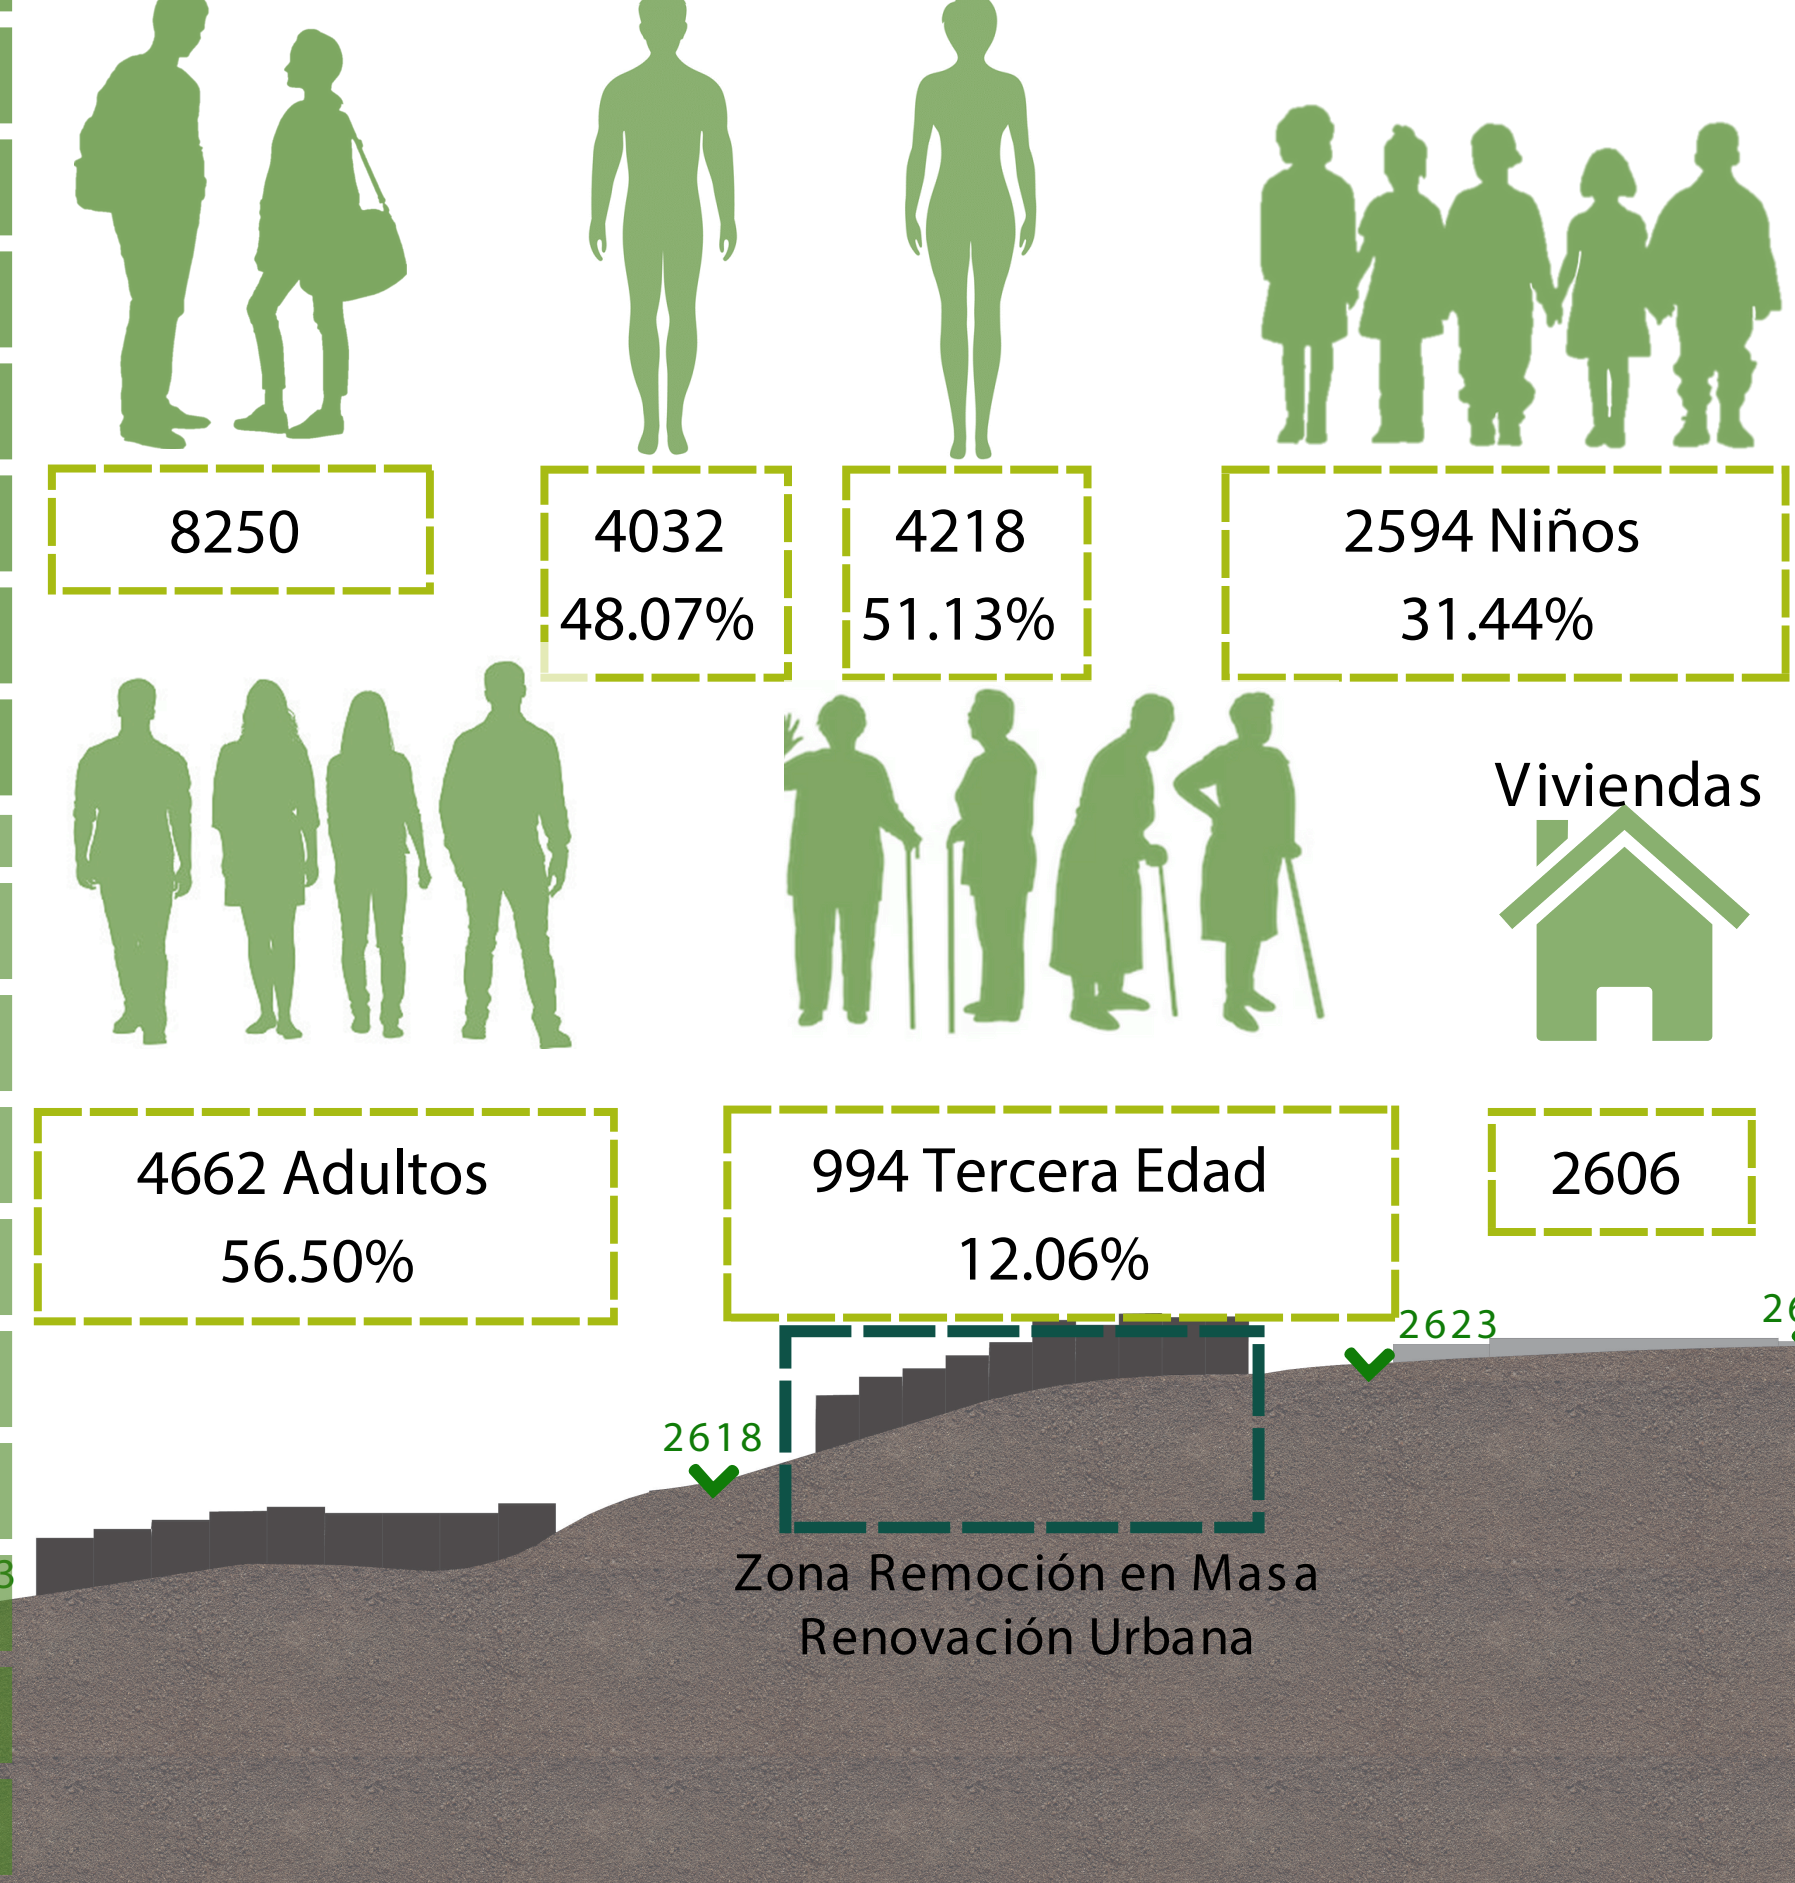 8250
4032
48.07%
4218
51.13%
2594 Niños
31.44%
Viviendas
4662 Adultos
56.50%
994 Tercera Edad
12.06%
2606
2623
2618
Zona Remoción en Masa
Renovación Urbana